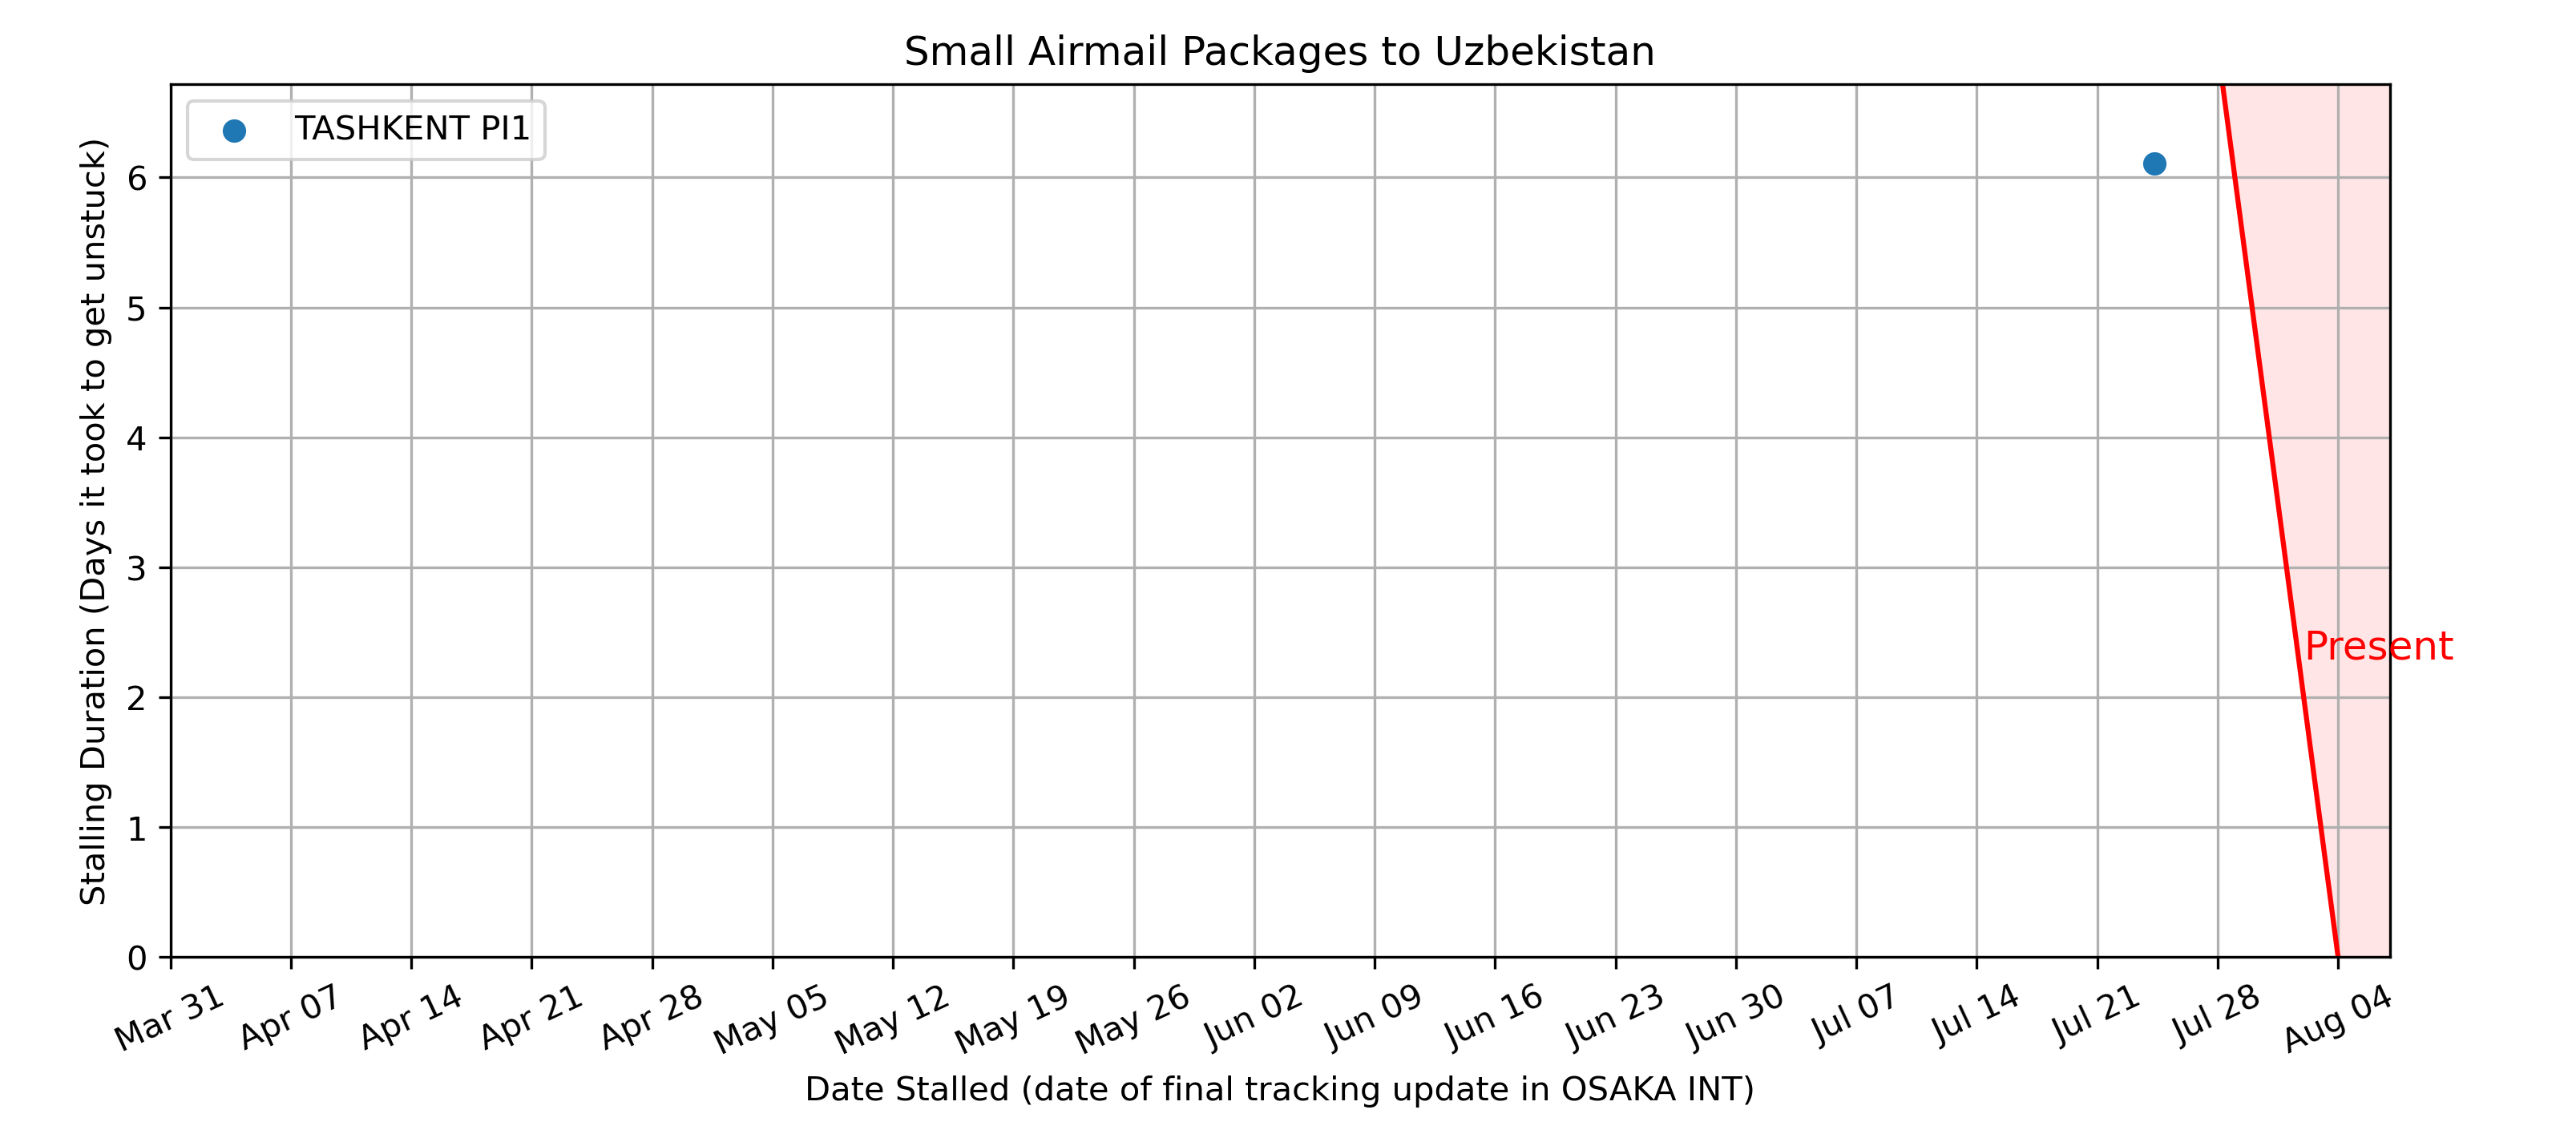 Small Airmail Packages to Uzbekistan
TASHKENT PI1
Stalling Duration (Days it took to get unstuck)
6
5
4
3
2
1
0
Present
Mar 31 Apr 07 Apr 14 Apr 21 Apr 28 May 05 May 12 May 19 May 26 Jun 02 Jun 09 Jun 16 Jun 23 Jun 30 Jul 07 Jul 14 Jul 21 Jul 28 Aug 04
Date Stalled (date of final tracking update in OSAKA INT)